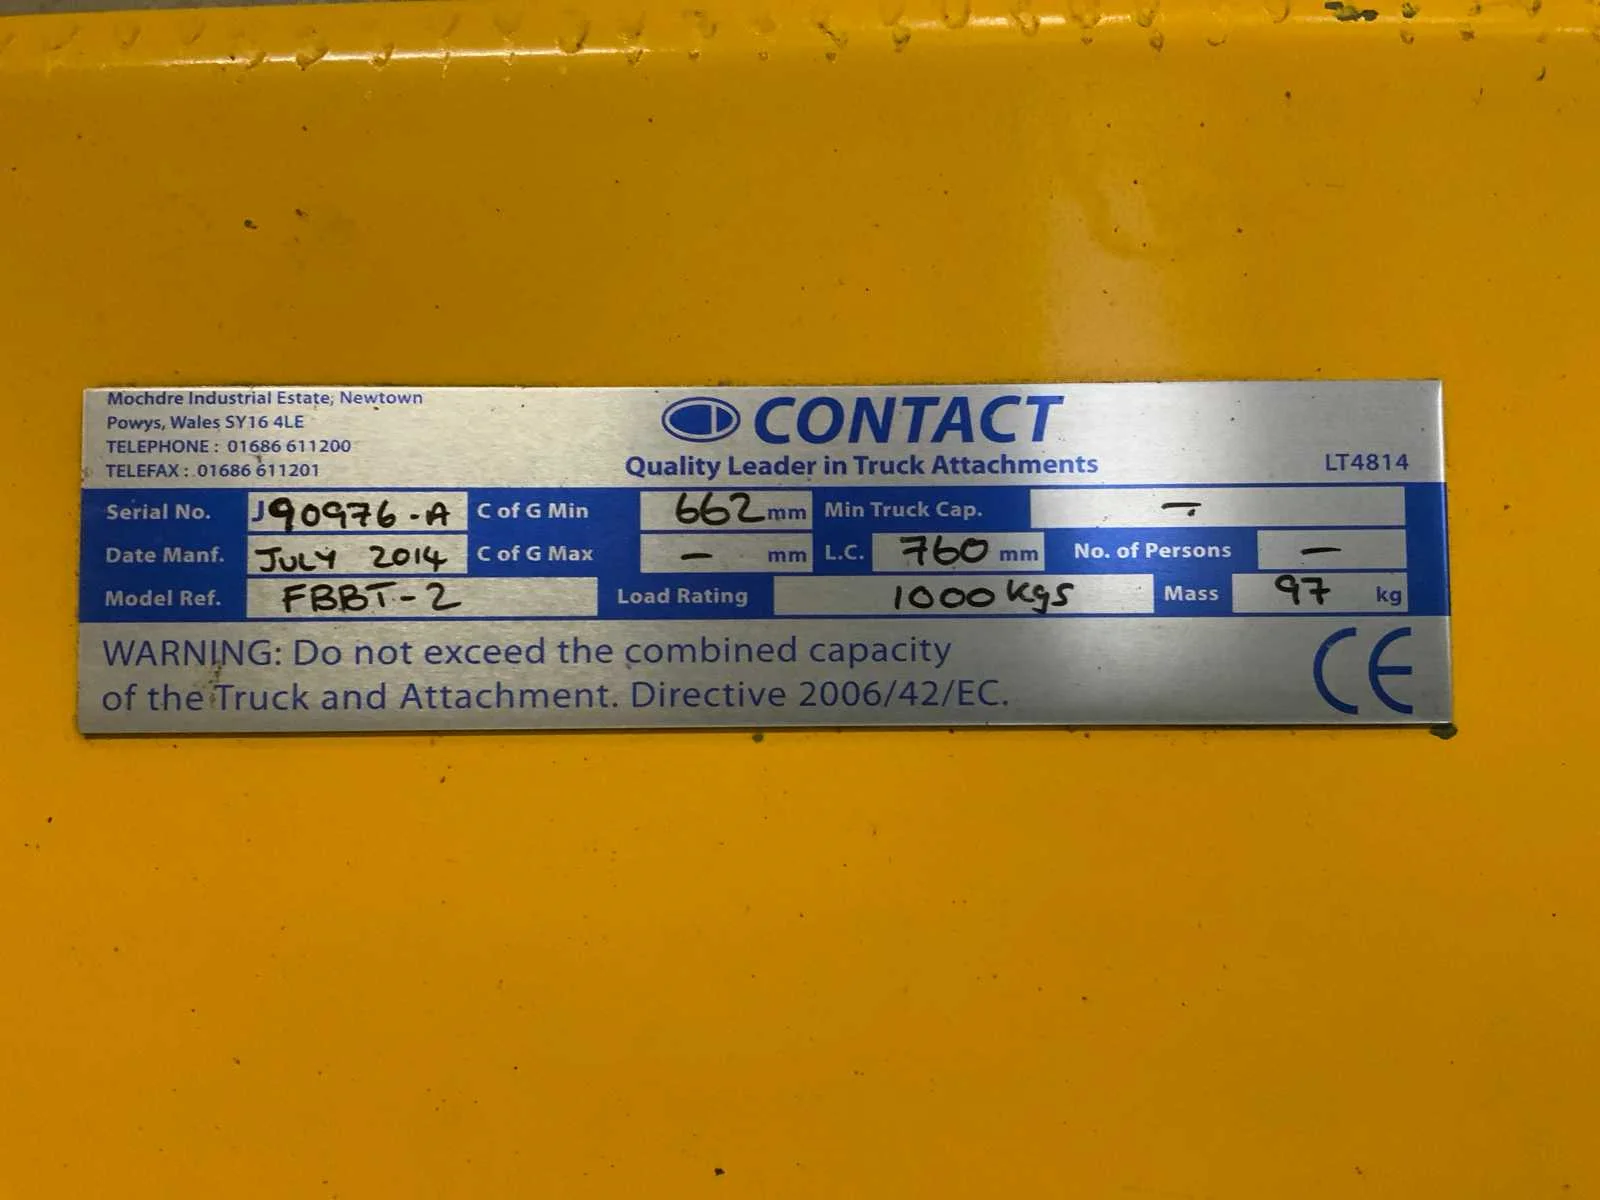 Mochdre Industrial Estate, Newtown
Powys, Wales SY16 4LE
TELEPHONE : 01686 611200
TELEFAX : 01686 611201
CONTACT
Quality Leader in Truck Attachments
LT4814
Serial No. J90976-A C of G Min 662 mm Min Truck Cap. -
Date Manf. JULY 2014 C of G Max - mm L.C. 760 mm No. of Persons -
Model Ref. FBBT-2 Load Rating 1000 Kgs Mass 97 kg
WARNING: Do not exceed the combined capacity
of the Truck and Attachment. Directive 2006/42/EC.
CE